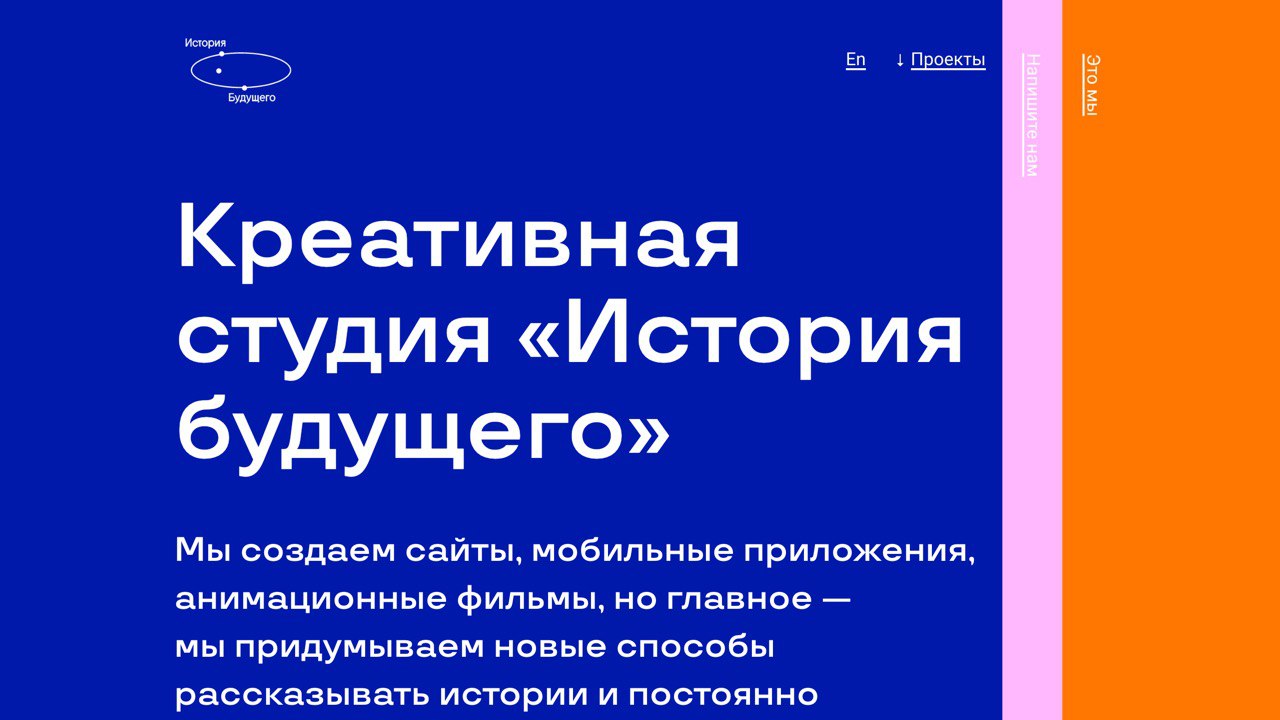 История
Будущего
En
↓ Проекты
Напишите нам
Это мы
Креативная
студия «История
будущего»
Мы создаем сайты, мобильные приложения,
анимационные фильмы, но главное —
мы придумываем новые способы
рассказывать истории и постоянно